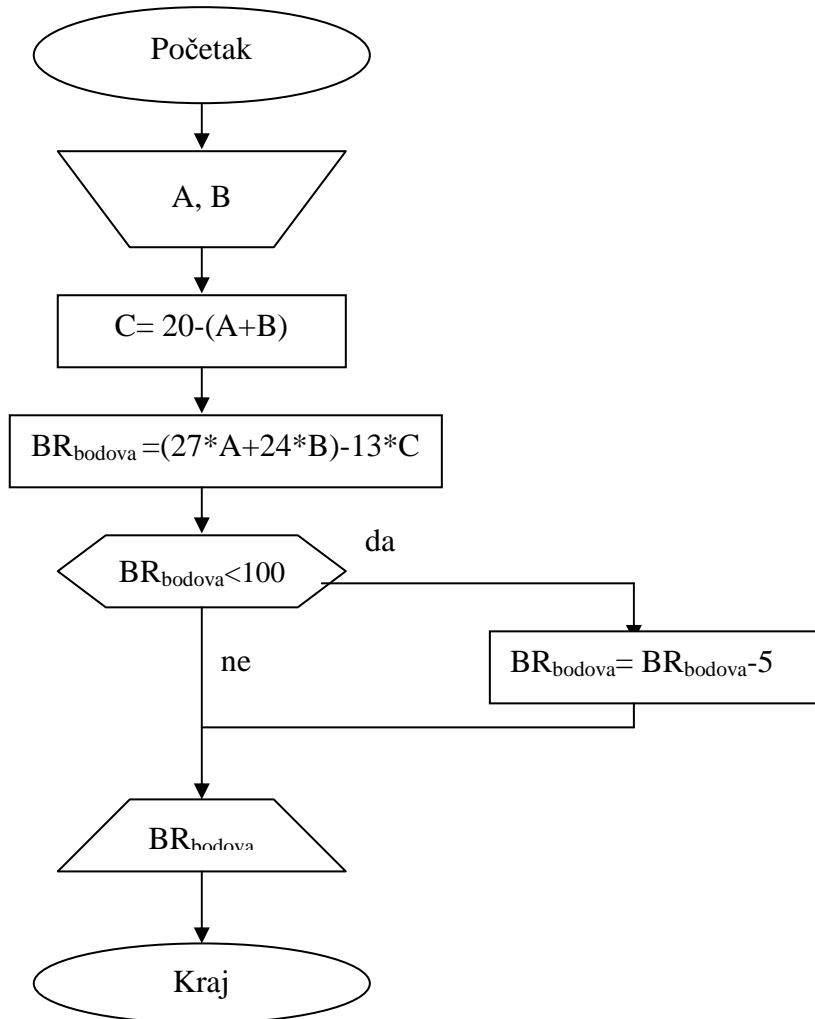 Početak
A, B
C= 20-(A+B)
BRbodova =(27*A+24*B)-13*C
BRbodova<100
da
ne
BRbodova= BRbodova-5
BRbodova
Kraj